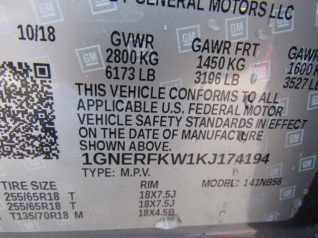 GENERAL MOTORS LLC
10/18 GVWR GAWR FRT GAWR
2800 KG 1450 KG 1600
6173 LB 3196 LB 3527
THIS VEHICLE CONFORMS TO ALL
APPLICABLE U.S. FEDERAL MOTOR
VEHICLE SAFETY STANDARDS IN
EFFECT ON THE DATE OF MANUFACTURE
SHOWN ABOVE.
1GNERFKW1KJ174194
TYPE: M.P.V. MODEL: 141NB56
SIZE RIM
255/65R18 T 18X7.5J
255/65R18 T 18X7.5J
T135/70R18 M 18X4.5B